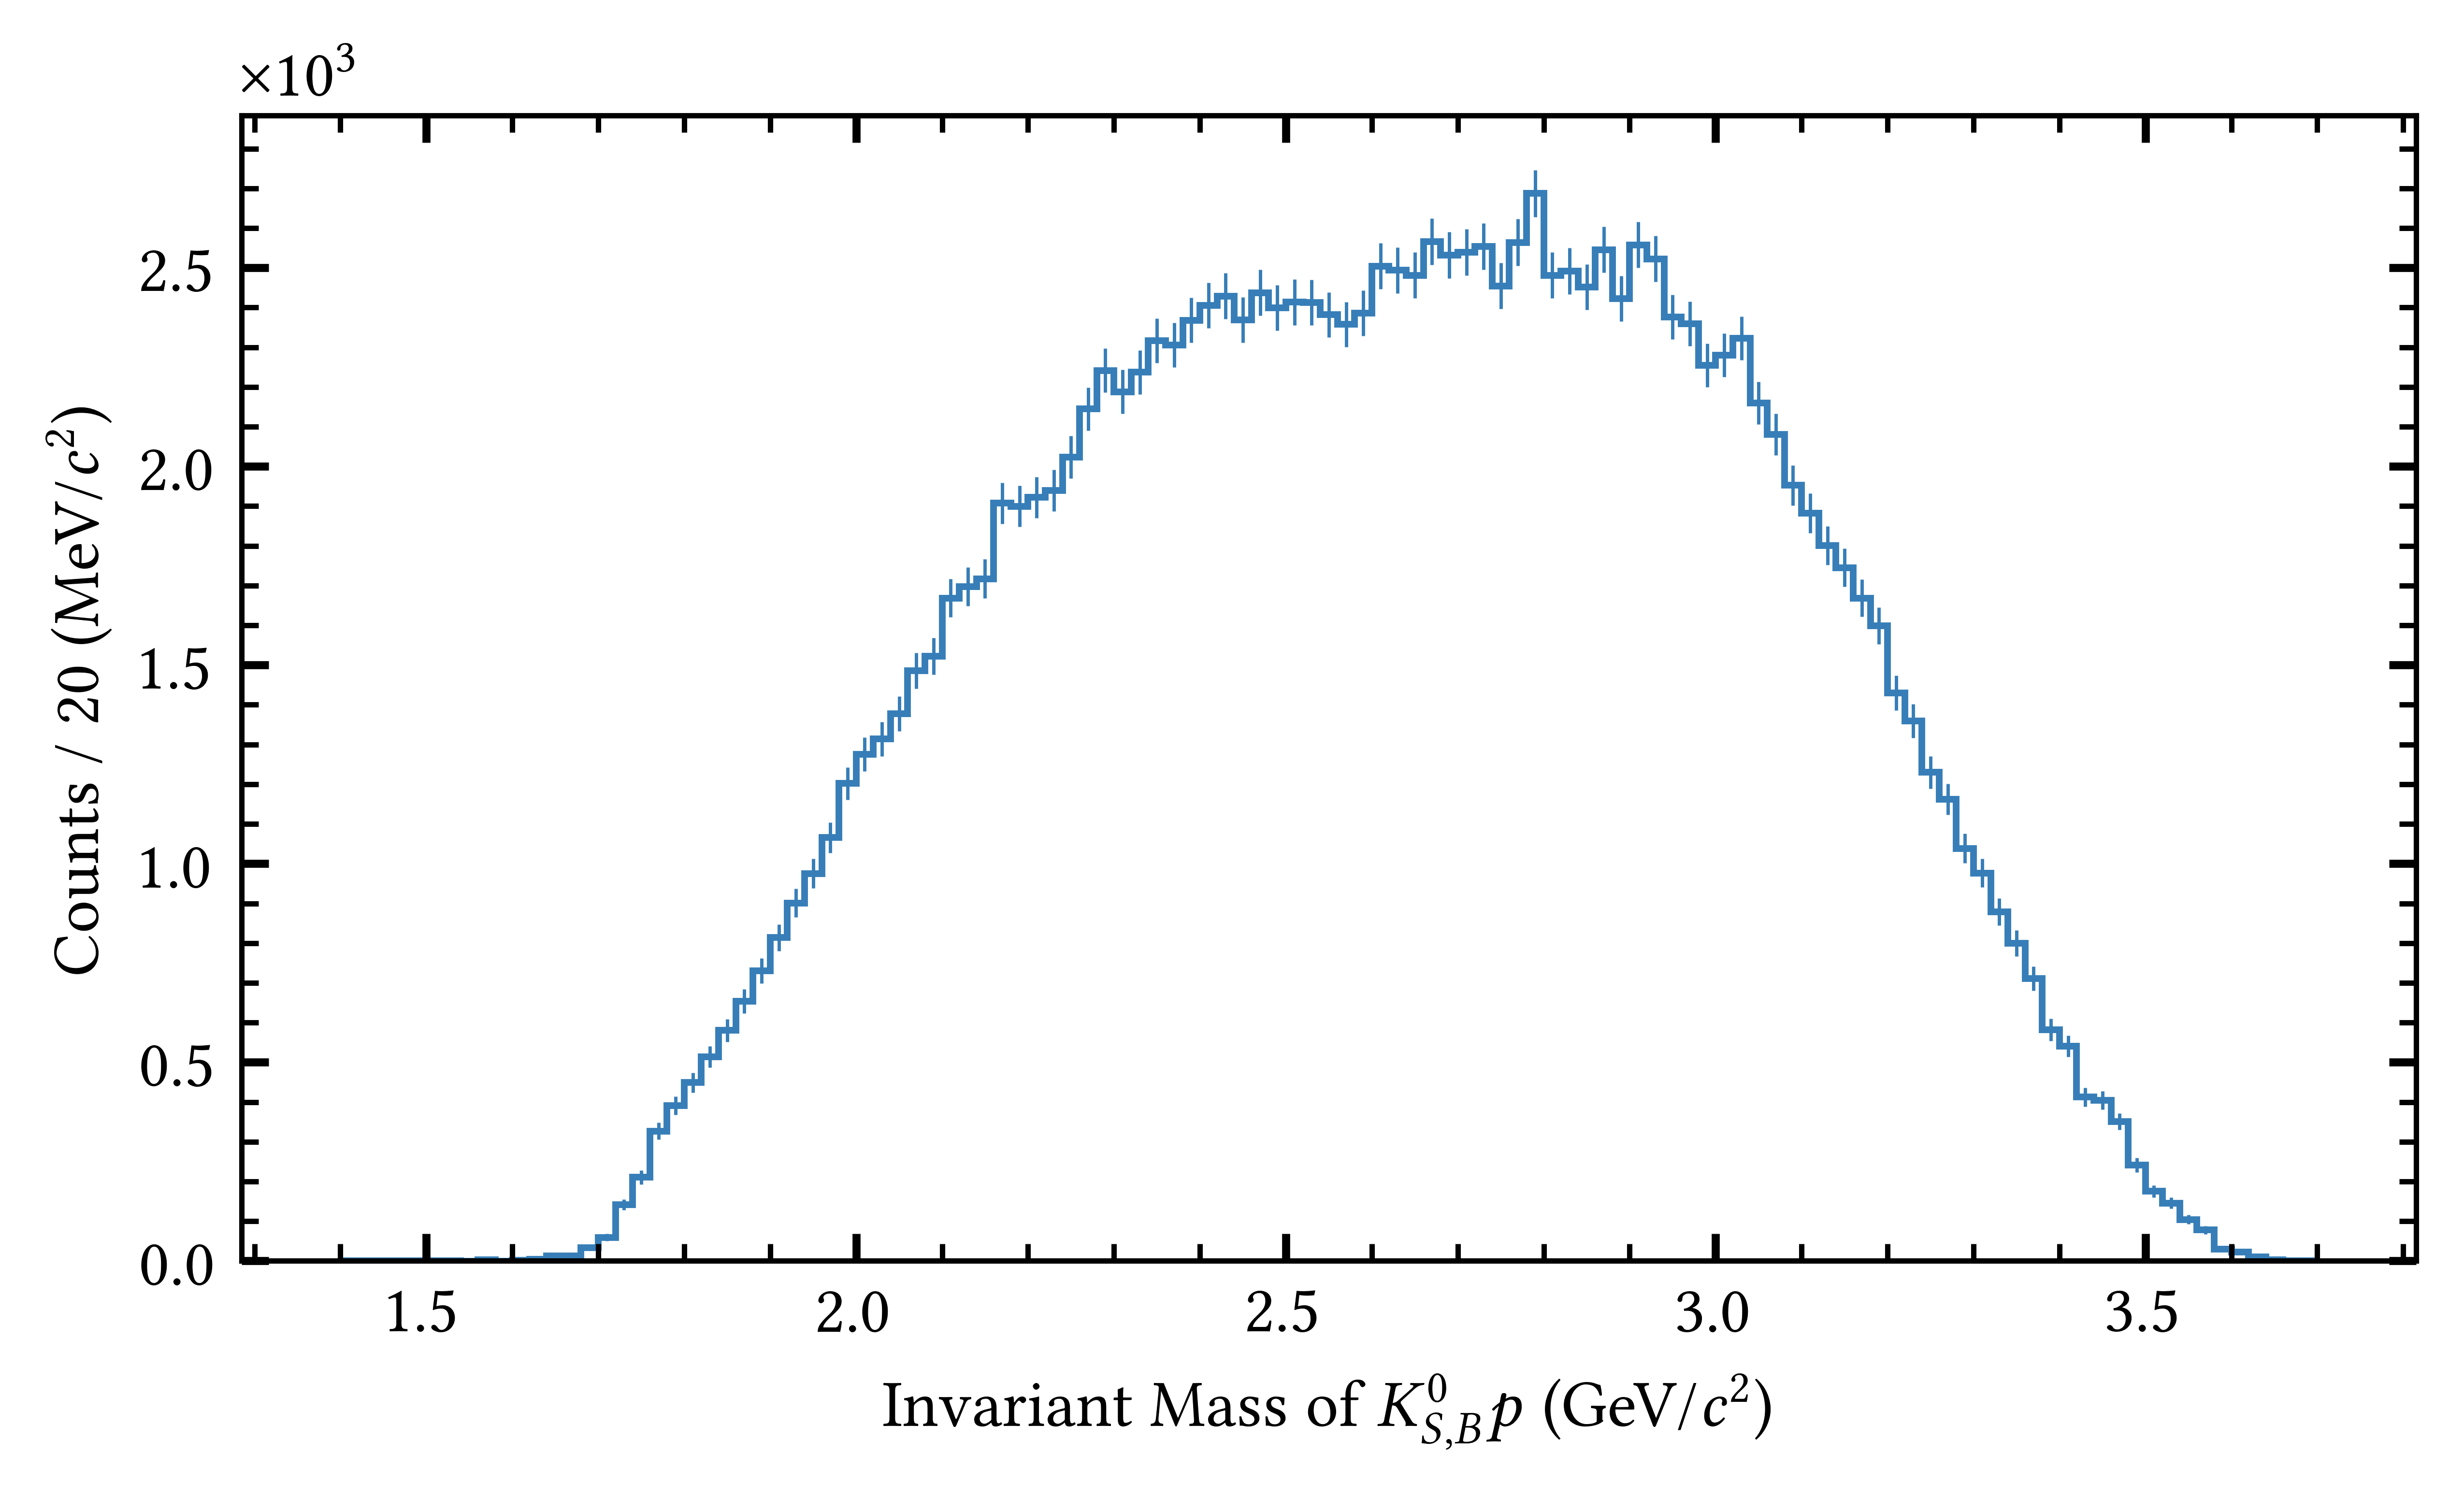 ×10³
Counts / 20 (MeV/c²)
2.5
2.0
1.5
1.0
0.5
0.0
1.5 2.0 2.5 3.0 3.5
Invariant Mass of K⁰_{S,B} p (GeV/c²)